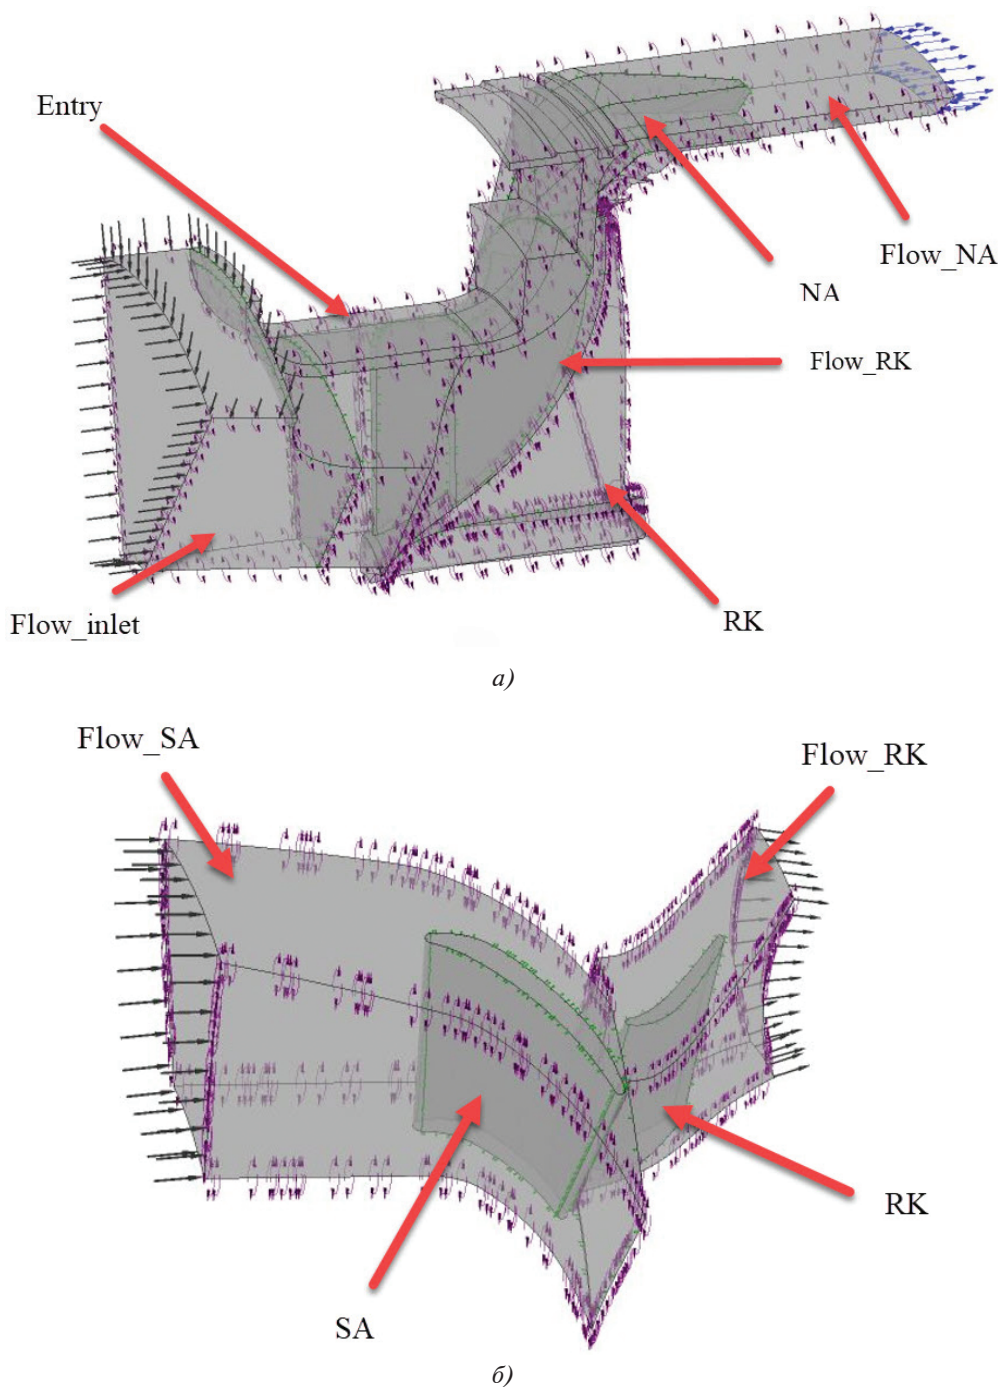 Entry
Flow_NA
NA
Flow_RK
RK
Flow_inlet
а)
Flow_SA
Flow_RK
RK
SA
б)